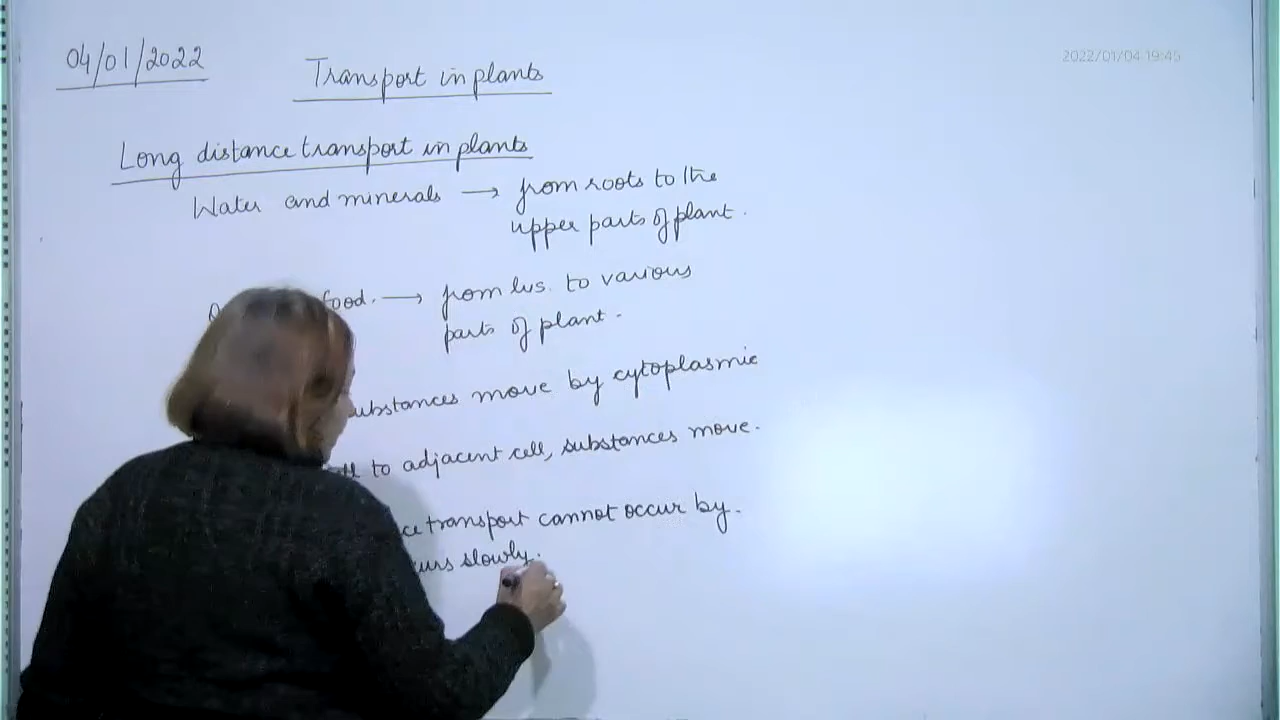 04/01/2022
2022/01/04 19:45
Transport in plants
Long distance transport in plants
Water and minerals → from roots to the
upper parts of plant.
food. → from lvs. to various
parts of plant.
substances move by cytoplasmic
to adjacent cell, substances move.
transport cannot occur by.
slowly.